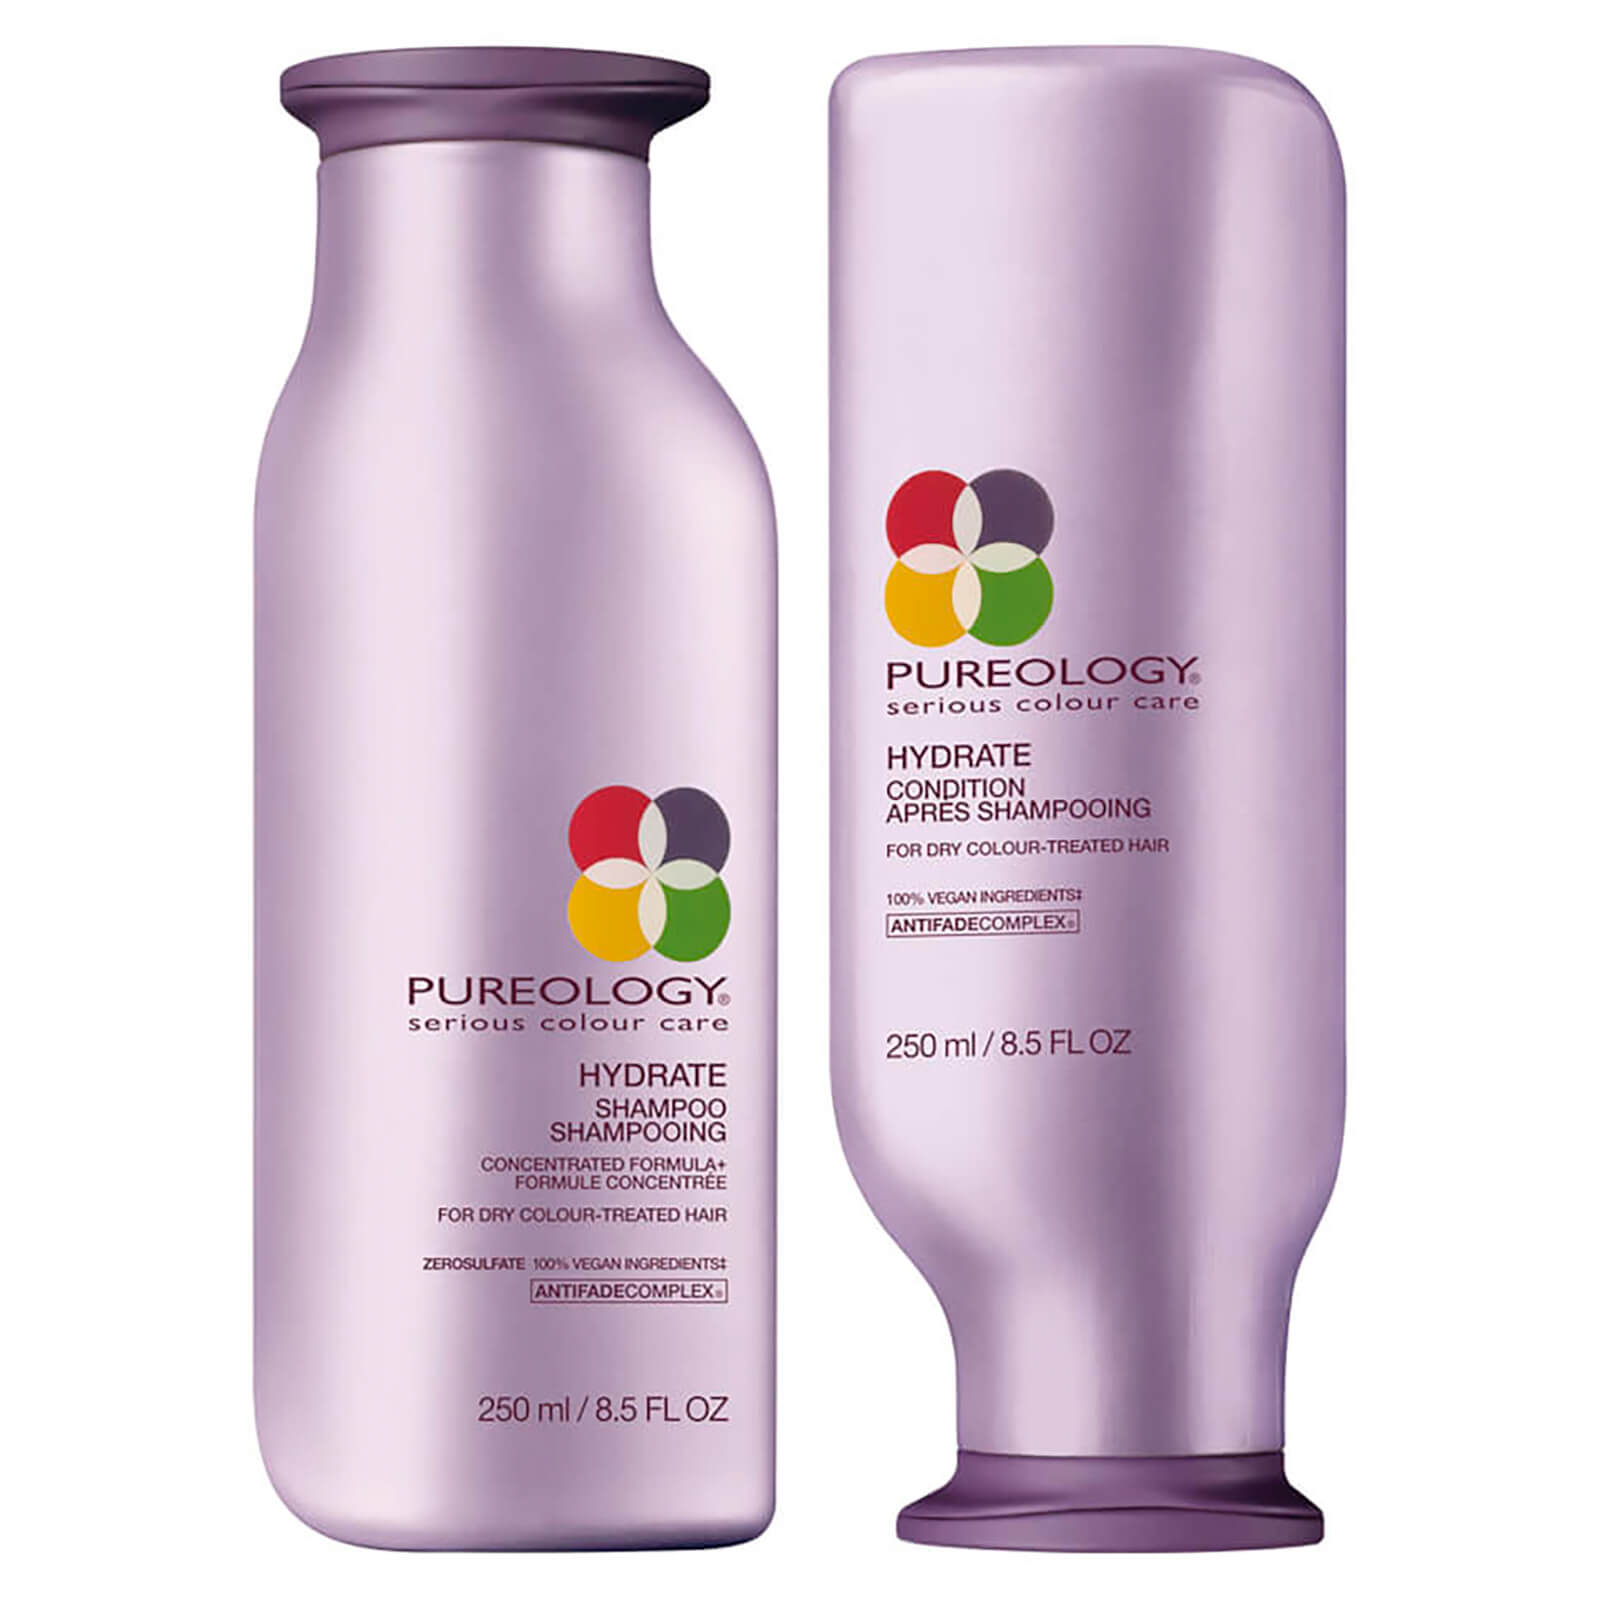 PUREOLOGY®
serious colour care
HYDRATE
SHAMPOO
SHAMPOOING
CONCENTRATED FORMULA+
FORMULE CONCENTRÉE
FOR DRY COLOUR-TREATED HAIR
ZEROSULFATE 100% VEGAN INGREDIENTS‡
ANTIFADECOMPLEX®
250 ml / 8.5 FL OZ
PUREOLOGY®
serious colour care
HYDRATE
CONDITION
APRÈS SHAMPOOING
FOR DRY COLOUR-TREATED HAIR
100% VEGAN INGREDIENTS‡
ANTIFADECOMPLEX®
250 ml / 8.5 FL OZ